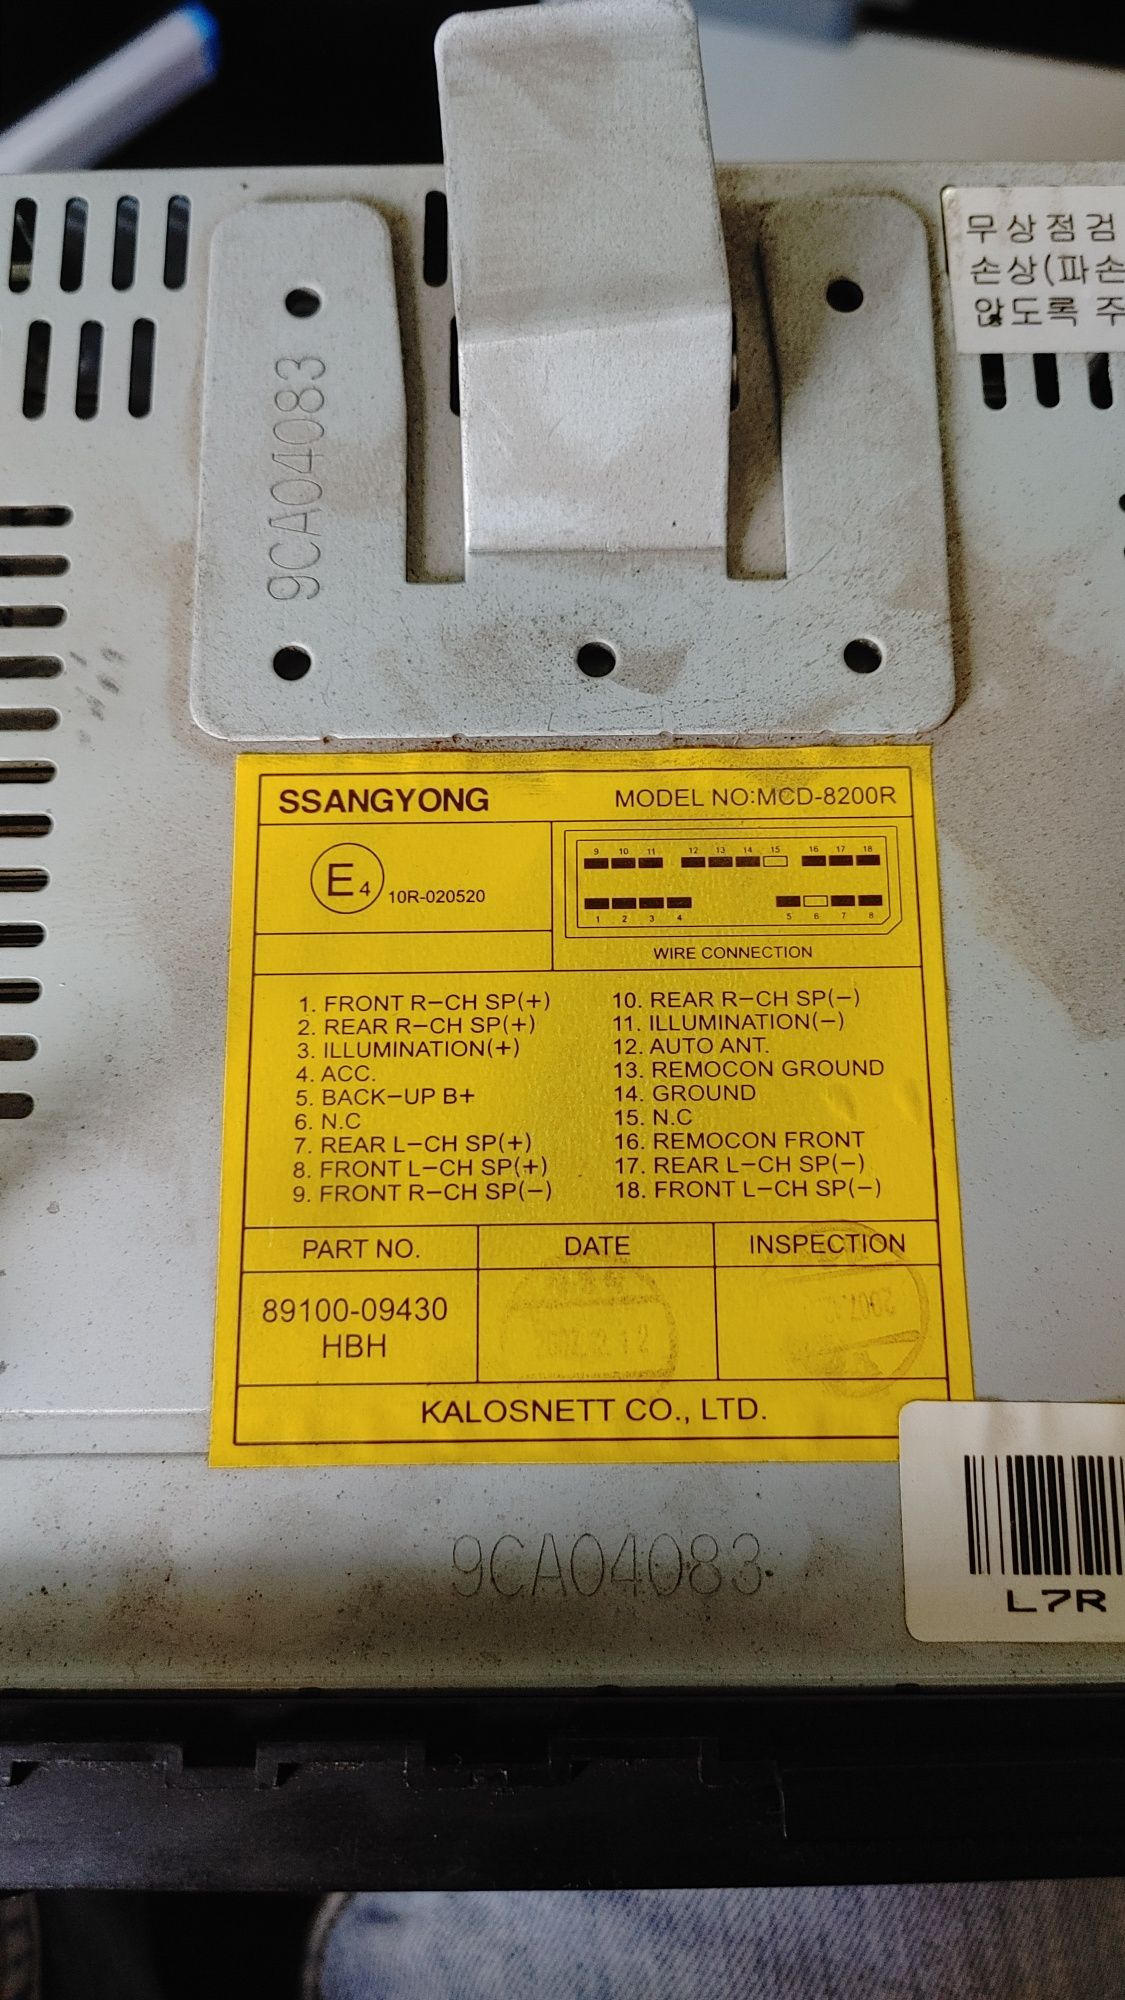 무상점검
손상(파손
않도록 주
9CA04083
SSANGYONG
MODEL NO:MCD-8200R
E4 10R-020520
9 10 11 12 13 14 15 16 17 18
1 2 3 4 5 6 7 8
WIRE CONNECTION
1. FRONT R-CH SP(+)
2. REAR R-CH SP(+)
3. ILLUMINATION(+)
4. ACC.
5. BACK-UP B+
6. N.C
7. REAR L-CH SP(+)
8. FRONT L-CH SP(+)
9. FRONT R-CH SP(-)
10. REAR R-CH SP(-)
11. ILLUMINATION(-)
12. AUTO ANT.
13. REMOCON GROUND
14. GROUND
15. N.C
16. REMOCON FRONT
17. REAR L-CH SP(-)
18. FRONT L-CH SP(-)
PART NO.
DATE
INSPECTION
89100-09430
HBH
2007.12.12
KALOSNETT CO., LTD.
9CA04083
L7R